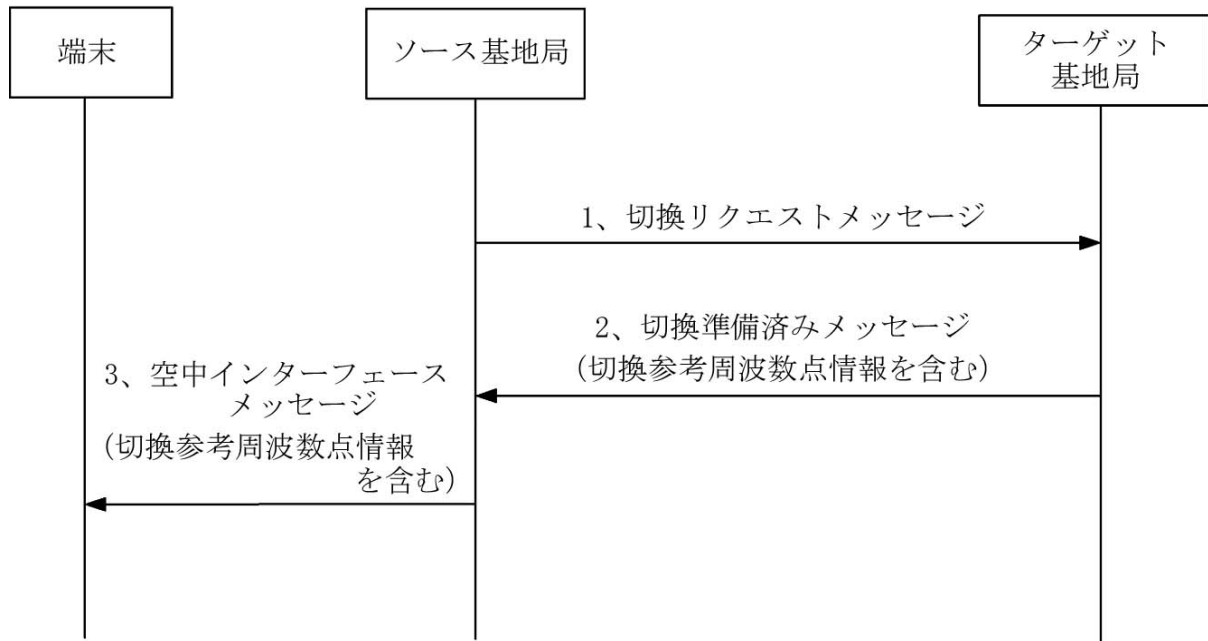 端末
ソース基地局
ターゲット
基地局
1、切換リクエストメッセージ
2、切換準備済みメッセージ
(切換参考周波数点情報を含む)
3、空中インターフェース
メッセージ
(切換参考周波数点情報
を含む)